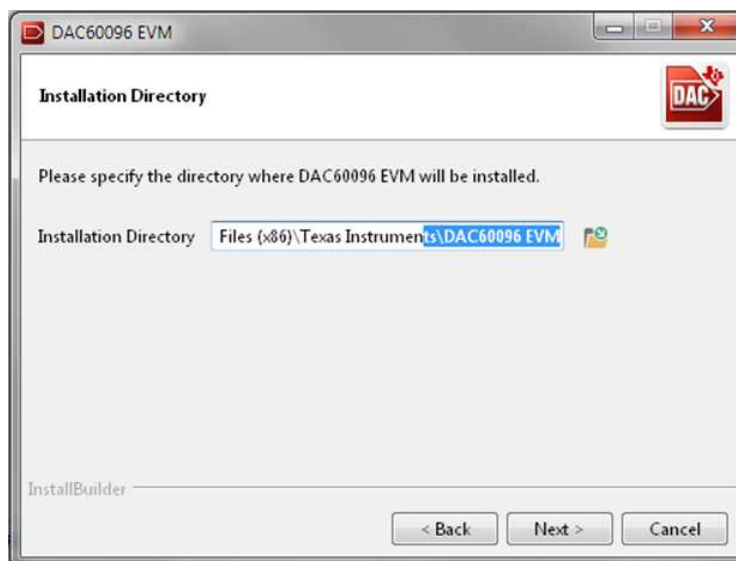 DAC60096 EVM
Installation Directory
DAC
Please specify the directory where DAC60096 EVM will be installed.
Installation Directory Files (x86)\Texas Instruments\DAC60096 EVM
InstallBuilder
< Back Next > Cancel